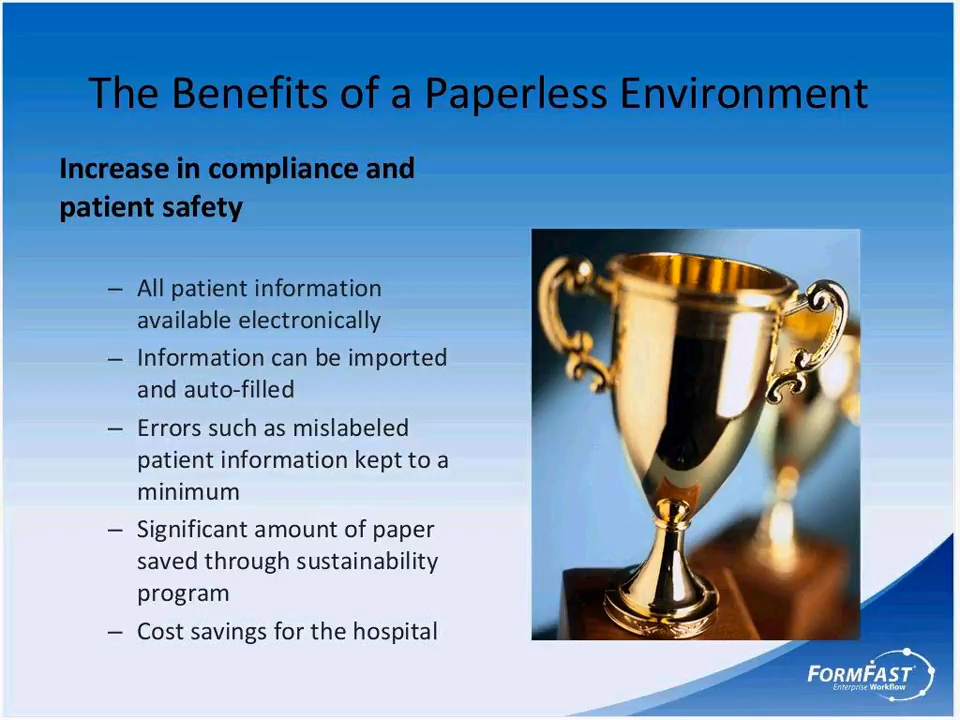 The Benefits of a Paperless Environment
Increase in compliance and
patient safety
– All patient information
available electronically
– Information can be imported
and auto-filled
– Errors such as mislabeled
patient information kept to a
minimum
– Significant amount of paper
saved through sustainability
program
– Cost savings for the hospital
FORMFAST
Enterprise Workflow